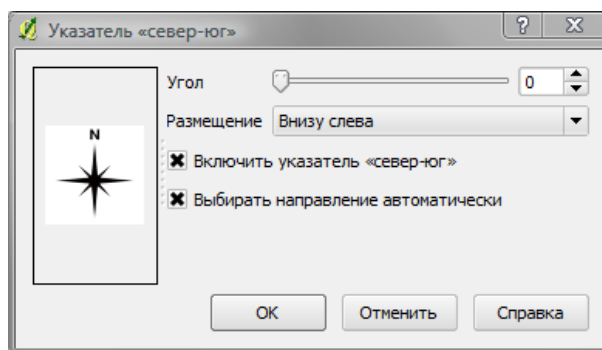 Указатель «север-юг»
Угол
0
Размещение Внизу слева
N
Включить указатель «север-юг»
Выбирать направление автоматически
OK Отменить Справка